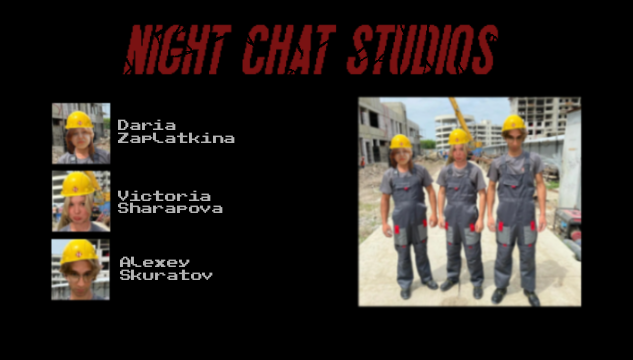 NIGHT CHAT STUDIOS
Daria
Zaplatkina
Victoria
Sharapova
Alexey
Skuratov